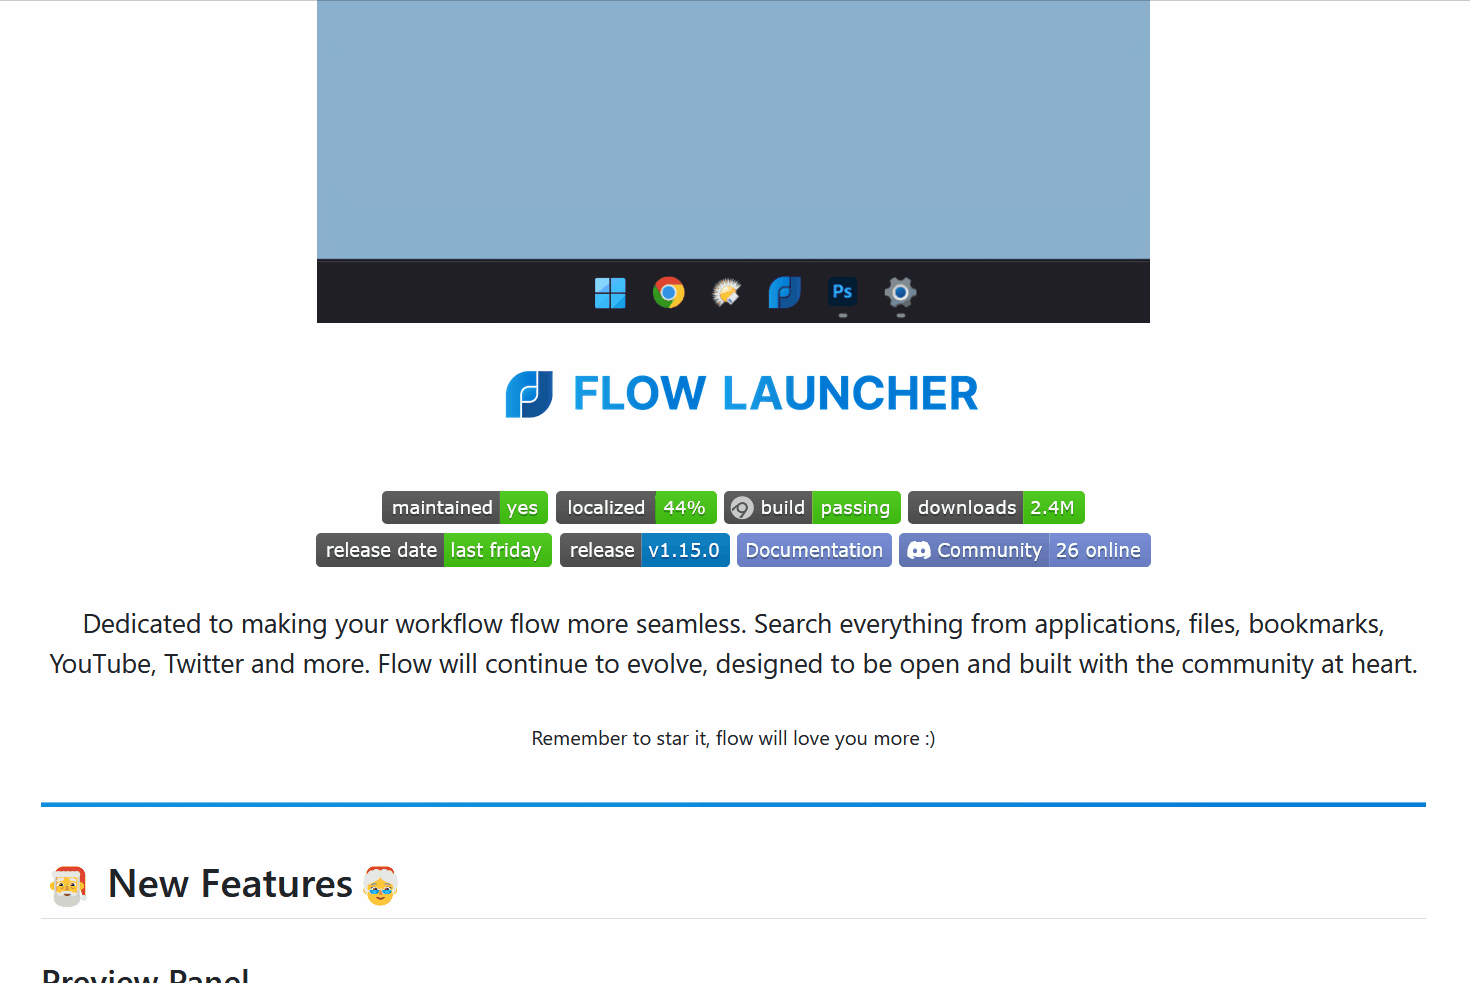 Ps
FLOW LAUNCHER
maintained yes localized 44% build passing downloads 2.4M
release date last friday release v1.15.0 Documentation Community 26 online
Dedicated to making your workflow flow more seamless. Search everything from applications, files, bookmarks,
YouTube, Twitter and more. Flow will continue to evolve, designed to be open and built with the community at heart.
Remember to star it, flow will love you more :)
New Features
Preview Panel